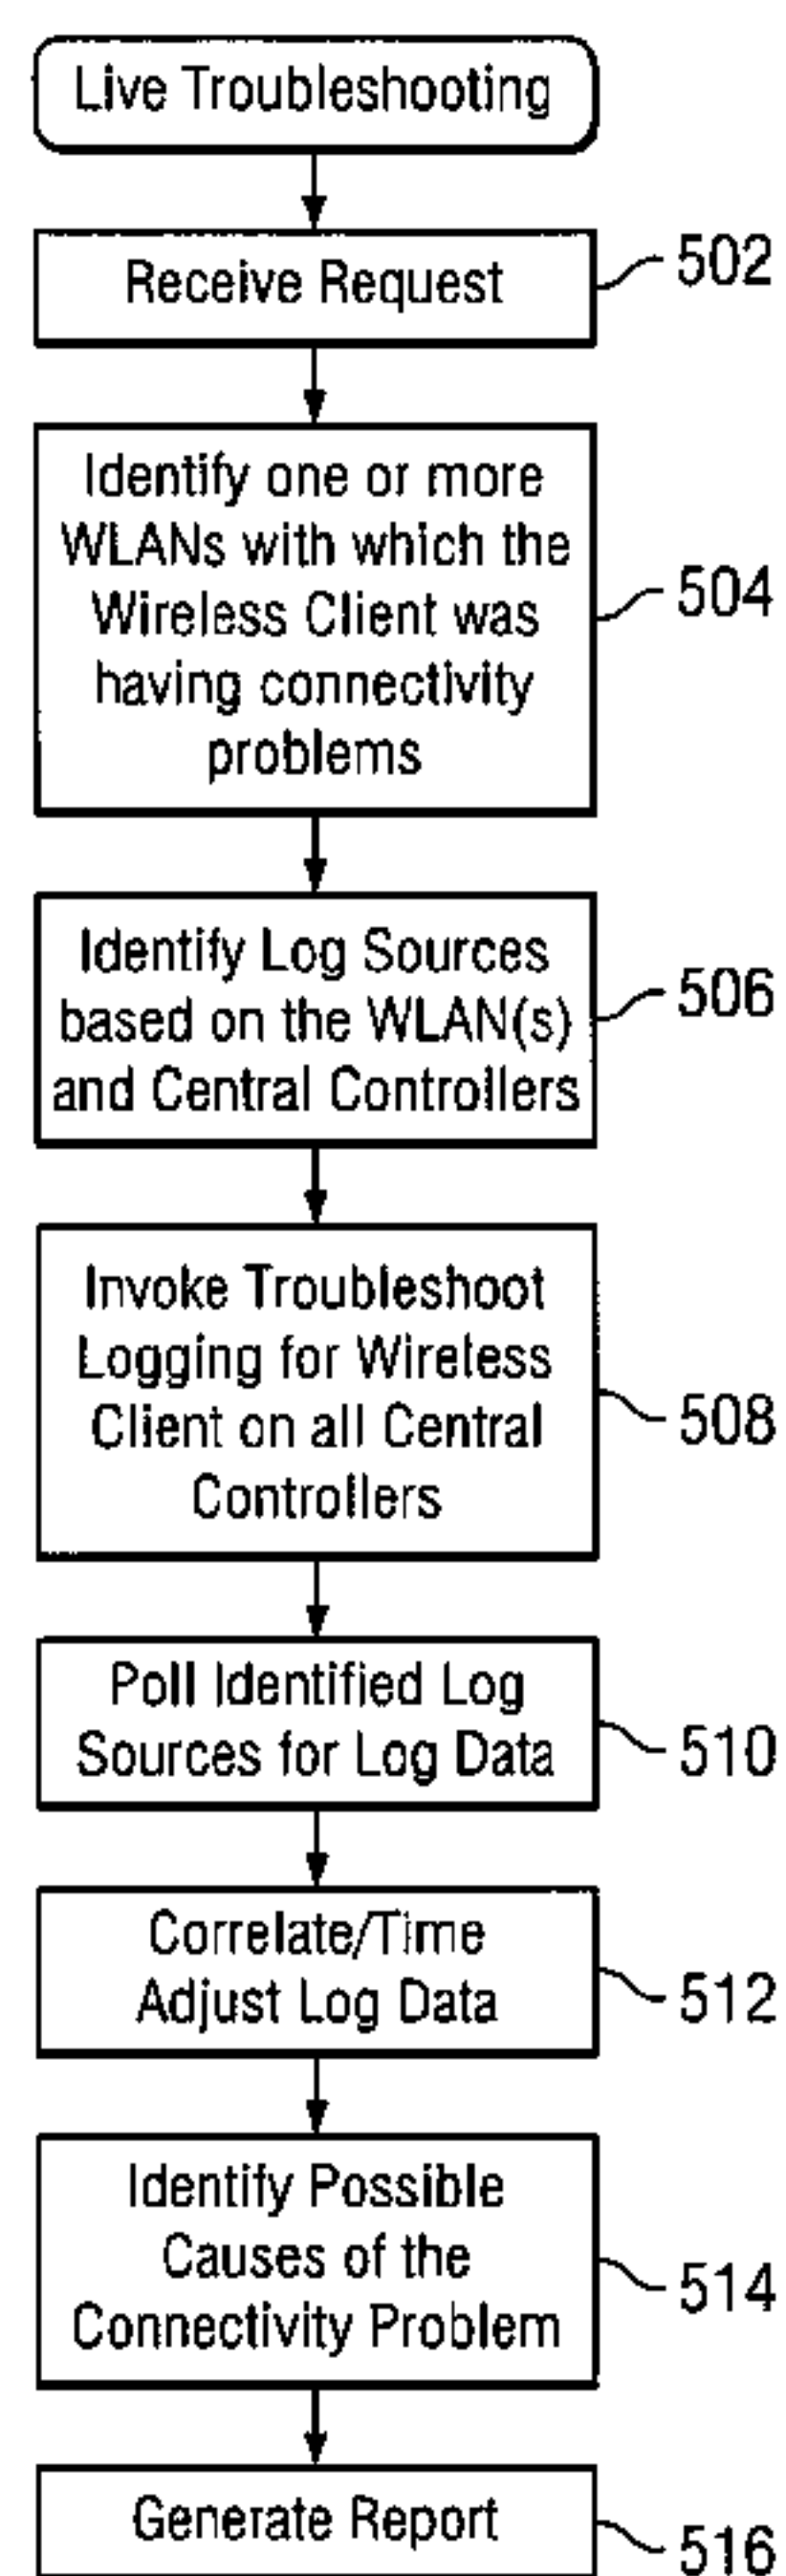 Live Troubleshooting
Receive Request
502
Identify one or more
WLANs with which the
Wireless Client was
having connectivity
problems
504
Identify Log Sources
based on the WLAN(s)
and Central Controllers
506
Invoke Troubleshoot
Logging for Wireless
Client on all Central
Controllers
508
Poll Identified Log
Sources for Log Data
510
Correlate/Time
Adjust Log Data
512
Identify Possible
Causes of the
Connectivity Problem
514
Generate Report
516